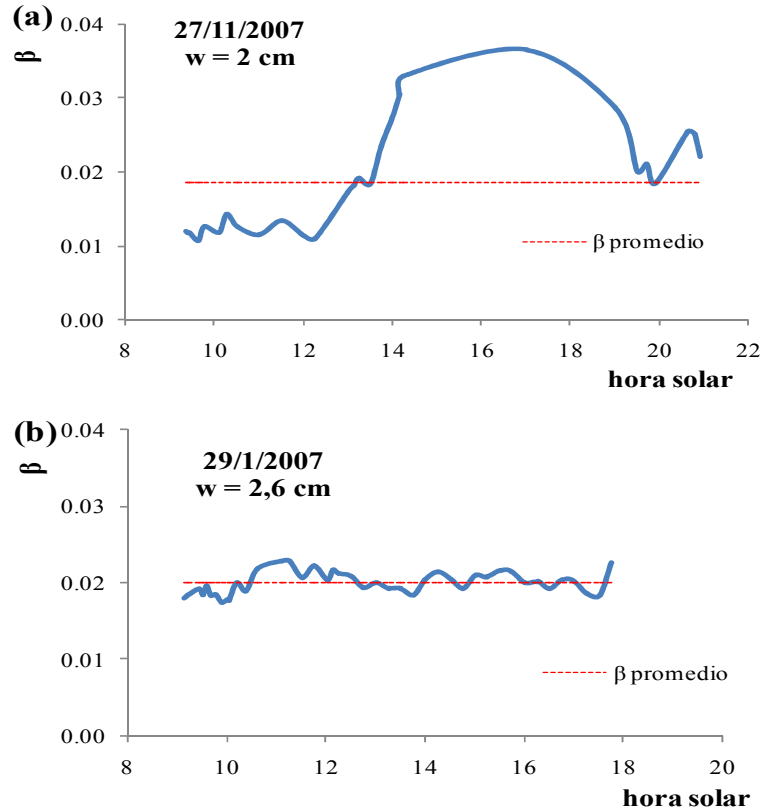 (a)
27/11/2007
w = 2 cm
β
0.04
0.03
0.02
0.01
0.00
β promedio
8 10 12 14 16 18 20 22
hora solar
(b)
29/1/2007
w = 2,6 cm
β
0.04
0.03
0.02
0.01
0.00
β promedio
8 10 12 14 16 18 20
hora solar